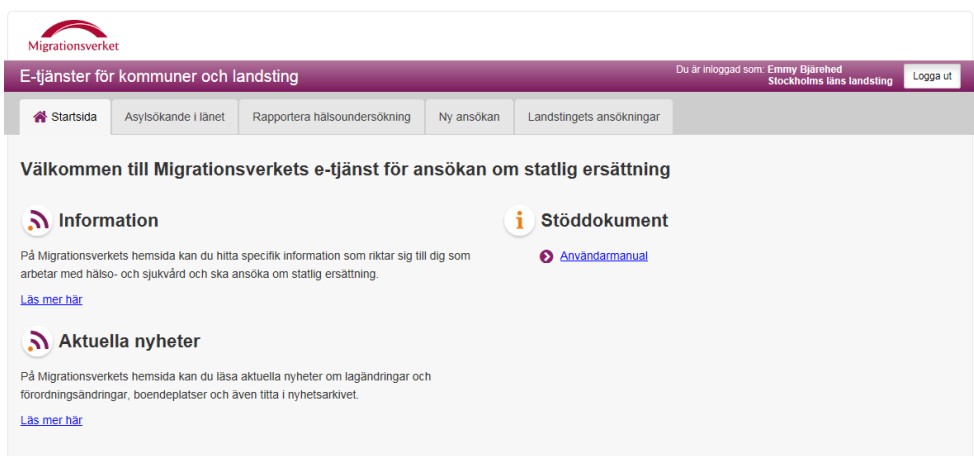 Migrationsverket
E-tjänster för kommuner och landsting
Du är inloggad som: Emmy Bjärehed
Stockholms läns landsting
Logga ut
Startsida
Asylsökande i länet
Rapportera hälsoundersökning
Ny ansökan
Landstingets ansökningar
Välkommen till Migrationsverkets e-tjänst för ansökan om statlig ersättning
Information
På Migrationsverkets hemsida kan du hitta specifik information som riktar sig till dig som
arbetar med hälso- och sjukvård och ska ansöka om statlig ersättning.
Läs mer här
Stöddokument
Användarmanual
Aktuella nyheter
På Migrationsverkets hemsida kan du läsa aktuella nyheter om lagändringar och
förordningsändringar, boendeplatser och även titta i nyhetsarkivet.
Läs mer här